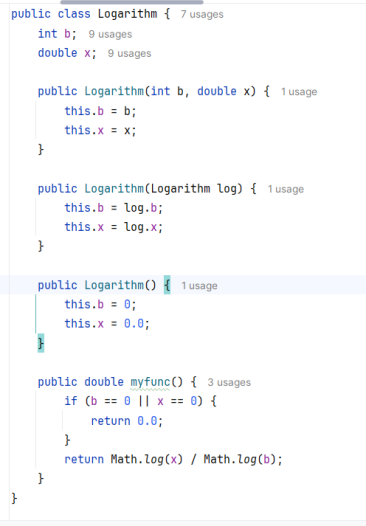 public class Logarithm { 7 usages
int b; 9 usages
double x; 9 usages
public Logarithm(int b, double x) { 1 usage
this.b = b;
this.x = x;
}
public Logarithm(Logarithm log) { 1 usage
this.b = log.b;
this.x = log.x;
}
public Logarithm() { 1 usage
this.b = 0;
this.x = 0.0;
}
public double myfunc() { 3 usages
if (b == 0 || x == 0) {
return 0.0;
}
return Math.log(x) / Math.log(b);
}
}